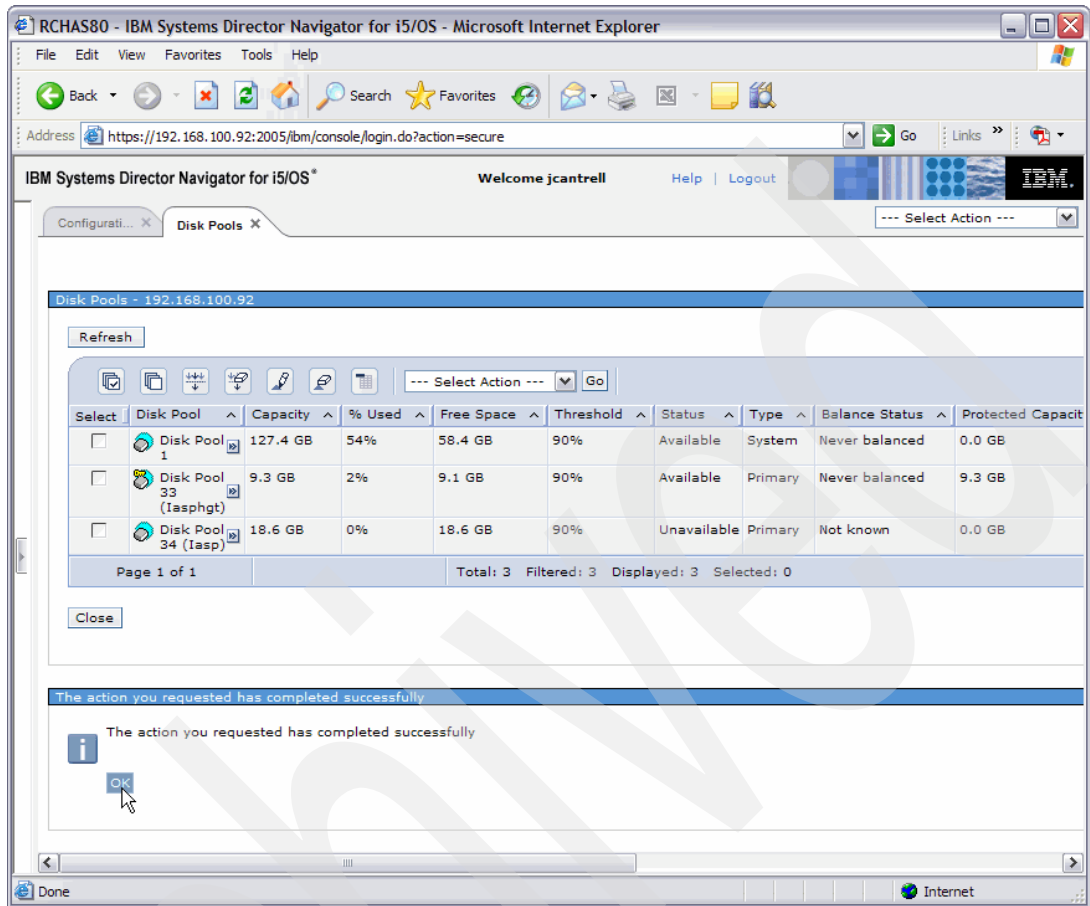 RCHAS80 - IBM Systems Director Navigator for i5/OS - Microsoft Internet Explorer
File Edit View Favorites Tools Help
Back Search Favorites
Address https://192.168.100.92:2005/ibm/console/login.do?action=secure Go Links »
IBM Systems Director Navigator for i5/OS® Welcome jcantrell Help | Logout IBM.
Configurati... Disk Pools --- Select Action ---
Disk Pools - 192.168.100.92
Refresh
--- Select Action --- Go
Select Disk Pool Capacity % Used Free Space Threshold Status Type Balance Status Protected Capacit
Disk Pool 1 127.4 GB 54% 58.4 GB 90% Available System Never balanced 0.0 GB
Disk Pool 33 (Iasphgt) 9.3 GB 2% 9.1 GB 90% Available Primary Never balanced 9.3 GB
Disk Pool 34 (Iasp) 18.6 GB 0% 18.6 GB 90% Unavailable Primary Not known 0.0 GB
Page 1 of 1 Total: 3 Filtered: 3 Displayed: 3 Selected: 0
Close
The action you requested has completed successfully
The action you requested has completed successfully
OK
Done Internet